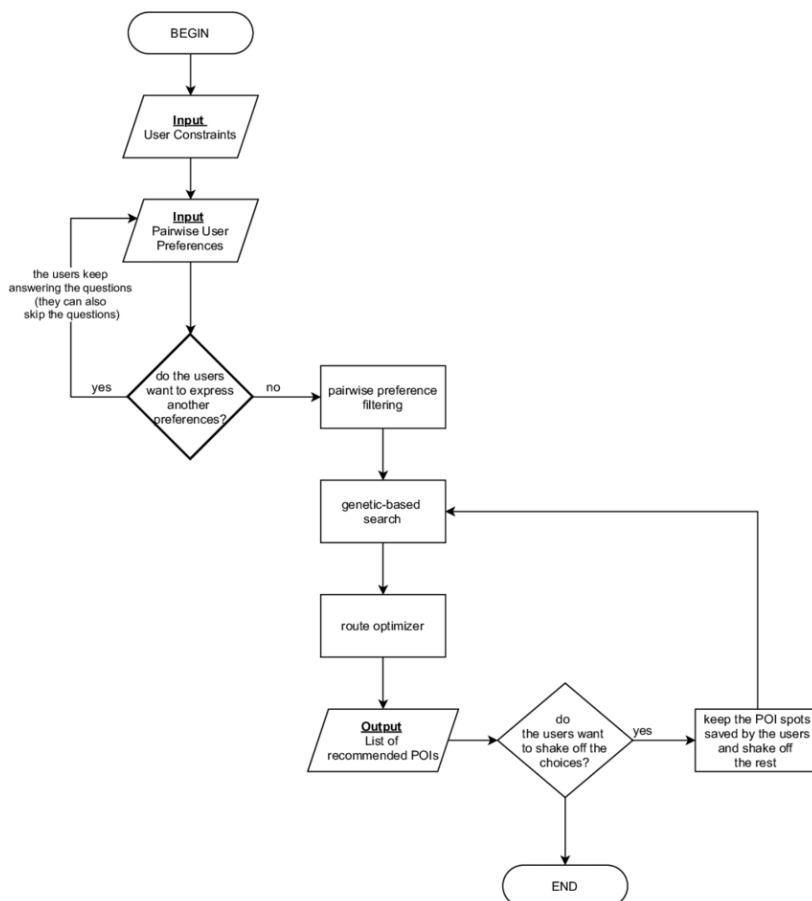 BEGIN
Input
User Constraints
Input
Pairwise User
Preferences
the users keep
answering the questions
(they can also
skip the questions)
do the users
want to express
another
preferences?
yes
no
pairwise preference
filtering
genetic-based
search
route optimizer
Output
List of
recommended POIs
do
the users want
to shake off the
choices?
yes
keep the POI spots
saved by the users
and shake off
the rest
END